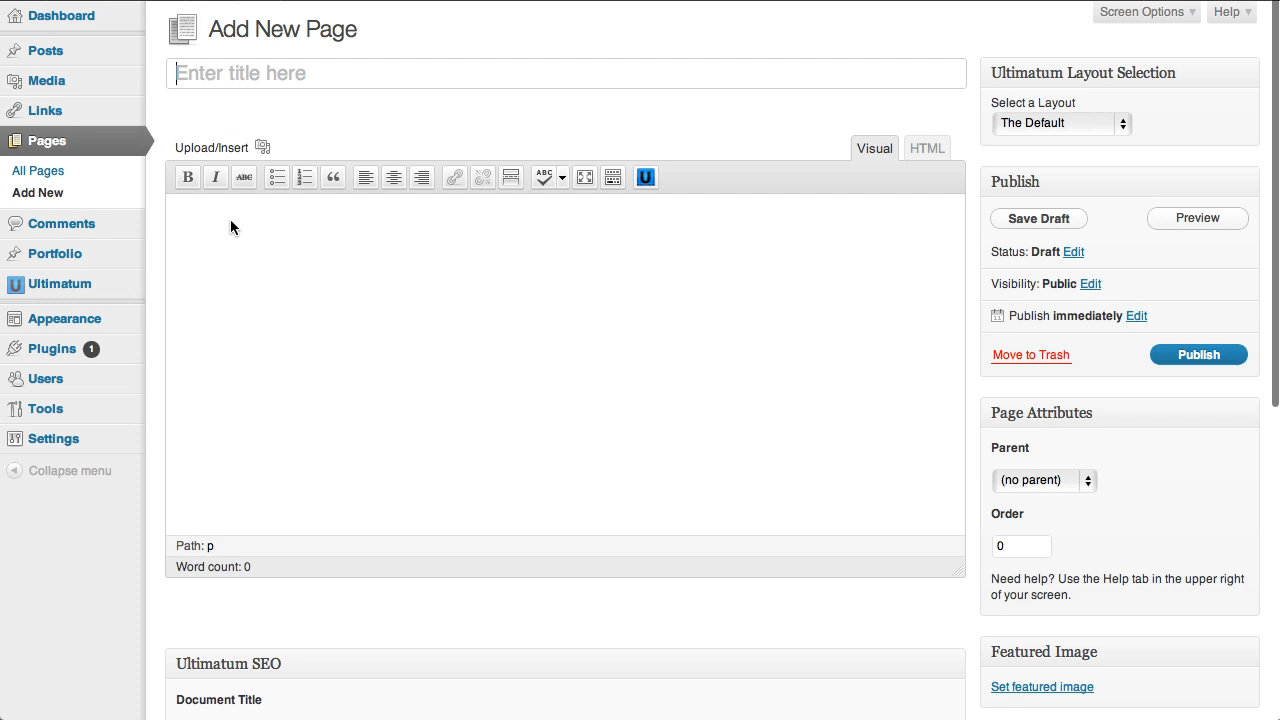 Dashboard
Posts
Media
Links
Pages
All Pages
Add New
Comments
Portfolio
U Ultimatum
Appearance
Plugins 1
Users
Tools
Settings
Collapse menu
Screen Options Help
Add New Page
Enter title here
Upload/Insert
Visual HTML
B I ABC ABC U
Path: p
Word count: 0
Ultimatum SEO
Document Title
Ultimatum Layout Selection
Select a Layout
The Default
Publish
Save Draft Preview
Status: Draft Edit
Visibility: Public Edit
Publish immediately Edit
Move to Trash Publish
Page Attributes
Parent
(no parent)
Order
0
Need help? Use the Help tab in the upper right
of your screen.
Featured Image
Set featured image